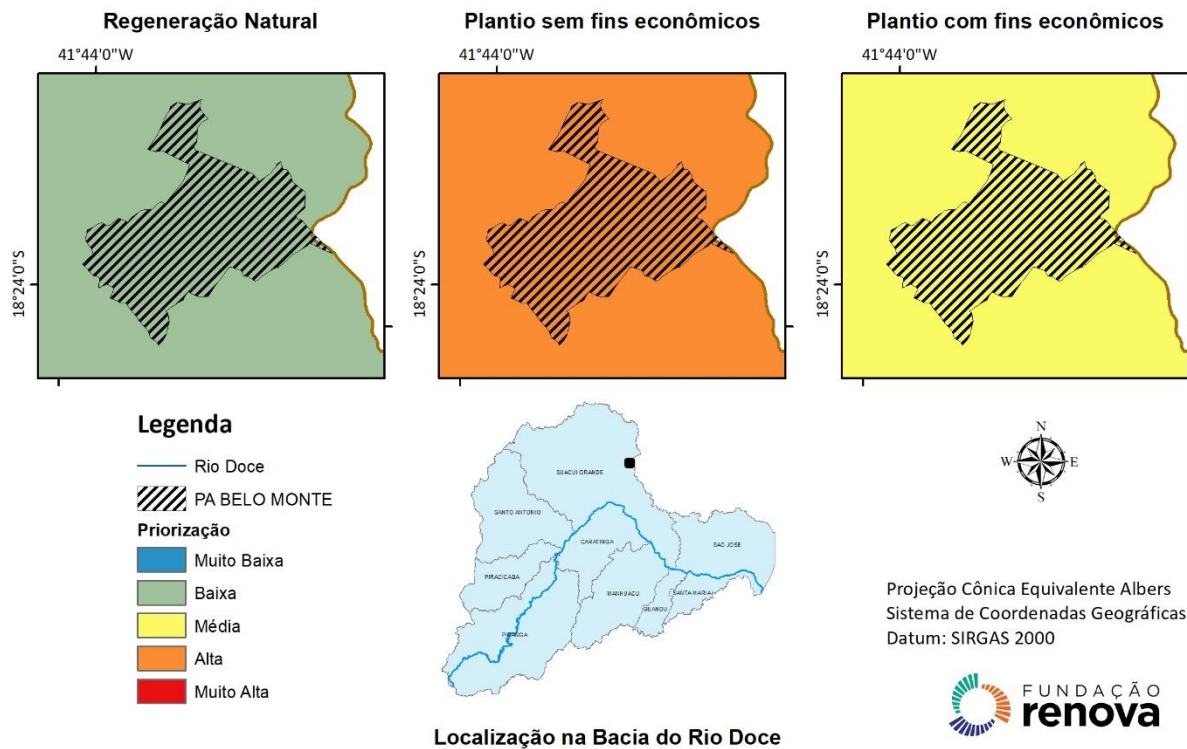 Regeneração Natural
Plantio sem fins econômicos
Plantio com fins econômicos
41°44'0"W
41°44'0"W
41°44'0"W
18°24'0"S
18°24'0"S
18°24'0"S
Legenda
Rio Doce
PA BELO MONTE
Priorização
Muito Baixa
Baixa
Média
Alta
Muito Alta
SUACUI GRANDE
SANTO ANTONIO
CARATINGA
SAO JOSE
PIRACICABA
MANHUACU
SANTA MARIA
GUANDU
PIRANGA
Localização na Bacia do Rio Doce
N
W
E
S
Projeção Cônica Equivalente Albers
Sistema de Coordenadas Geográficas
Datum: SIRGAS 2000
FUNDAÇÃO
renova